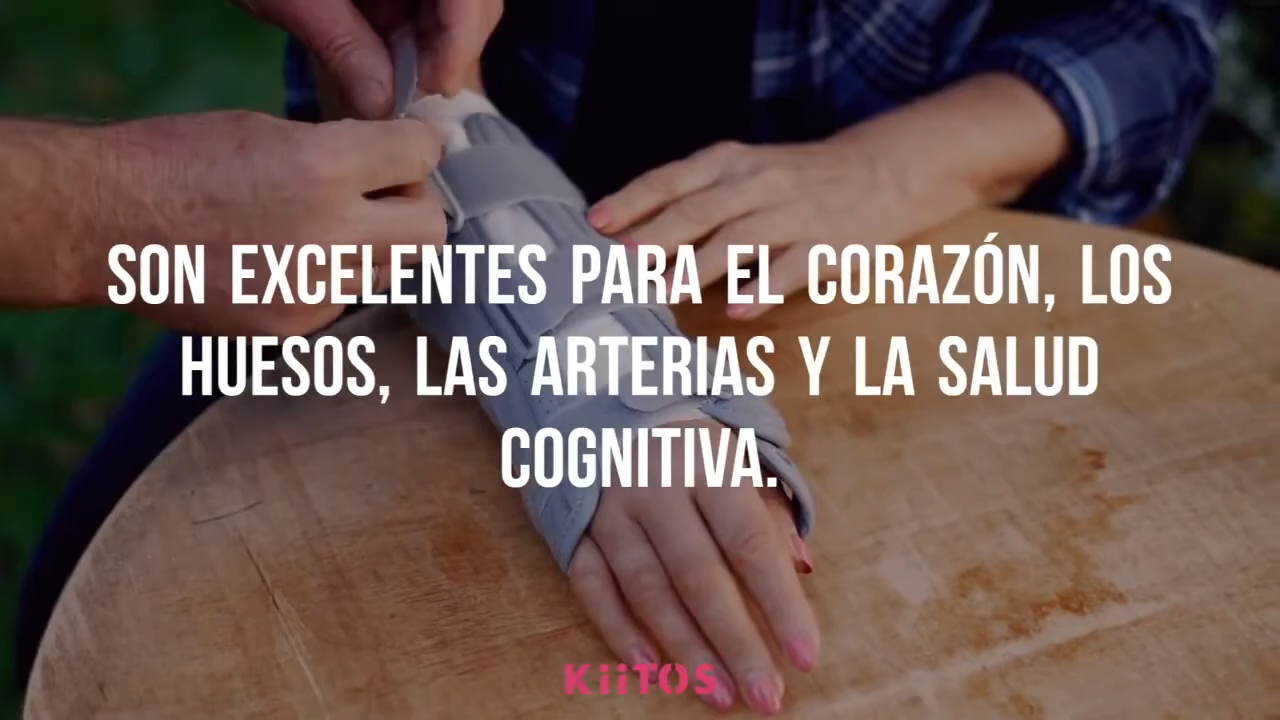 SON EXCELENTES PARA EL CORAZÓN, LOS
HUESOS, LAS ARTERIAS Y LA SALUD
COGNITIVA.
KiiTOS